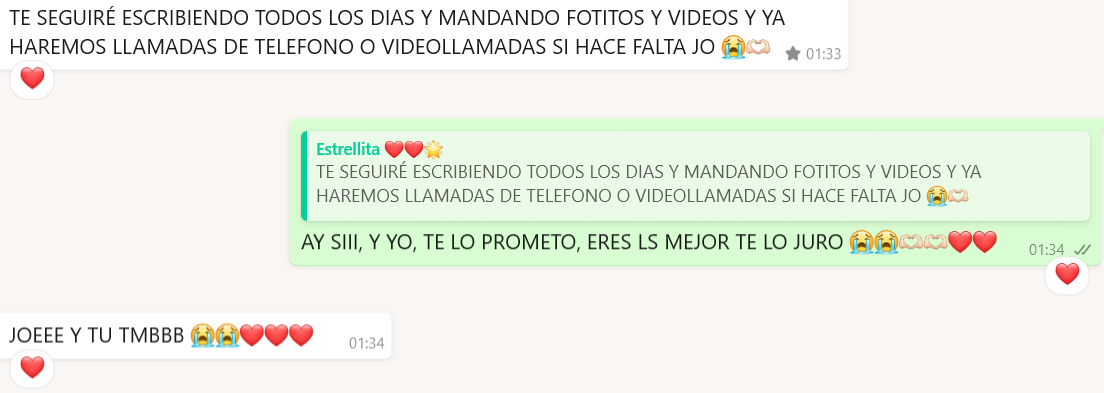 TE SEGUIRÉ ESCRIBIENDO TODOS LOS DIAS Y MANDANDO FOTITOS Y VIDEOS Y YA
HAREMOS LLAMADAS DE TELEFONO O VIDEOLLAMADAS SI HACE FALTA JO 😭🫶🏻
01:33
❤️
Estrellita ❤️❤️🌟
TE SEGUIRÉ ESCRIBIENDO TODOS LOS DIAS Y MANDANDO FOTITOS Y VIDEOS Y YA
HAREMOS LLAMADAS DE TELEFONO O VIDEOLLAMADAS SI HACE FALTA JO 😭🫶🏻
AY SIII, Y YO, TE LO PROMETO, ERES LS MEJOR TE LO JURO 😭😭🫶🏻🫶🏻❤️❤️
01:34
❤️
JOEEE Y TU TMBBB 😭😭❤️❤️❤️
01:34
❤️